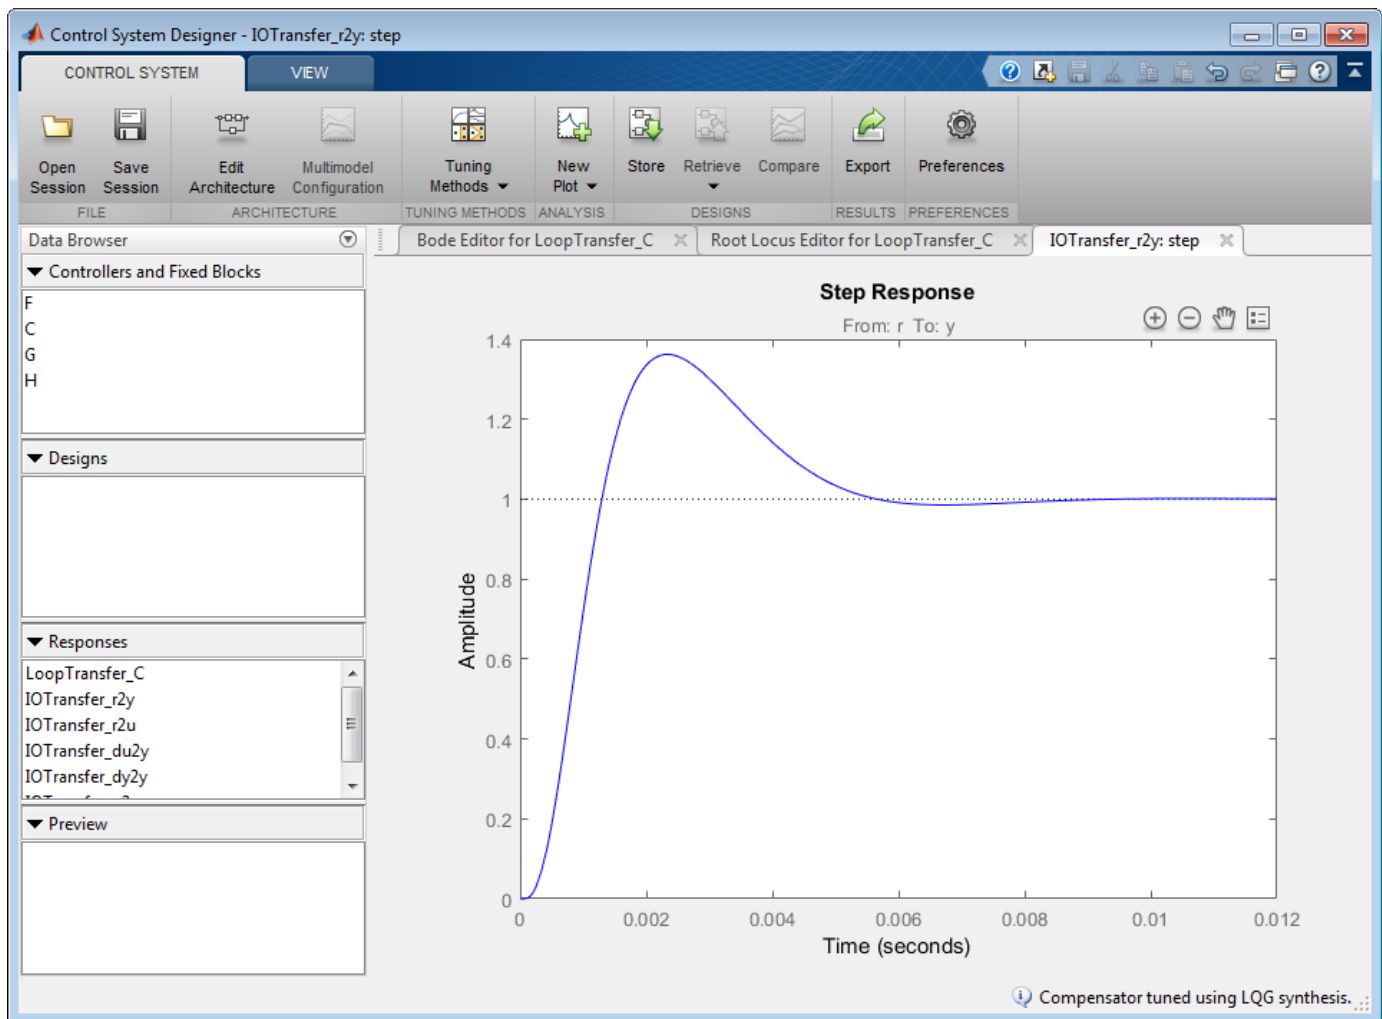 Control System Designer - IOTransfer_r2y: step
CONTROL SYSTEM
VIEW
Open Session
Save Session
Edit Architecture
Multimodel Configuration
Tuning Methods
New Plot
Store
Retrieve
Compare
Export
Preferences
FILE
ARCHITECTURE
TUNING METHODS
ANALYSIS
DESIGNS
RESULTS
PREFERENCES
Data Browser
Bode Editor for LoopTransfer_C
Root Locus Editor for LoopTransfer_C
IOTransfer_r2y: step
Controllers and Fixed Blocks
F
C
G
H
Designs
Responses
LoopTransfer_C
IOTransfer_r2y
IOTransfer_r2u
IOTransfer_du2y
IOTransfer_dy2y
Preview
Step Response
From: r To: y
1.4
1.2
1
0.8
0.6
0.4
0.2
0
Amplitude
0
0.002
0.004
0.006
0.008
0.01
0.012
Time (seconds)
Compensator tuned using LQG synthesis.